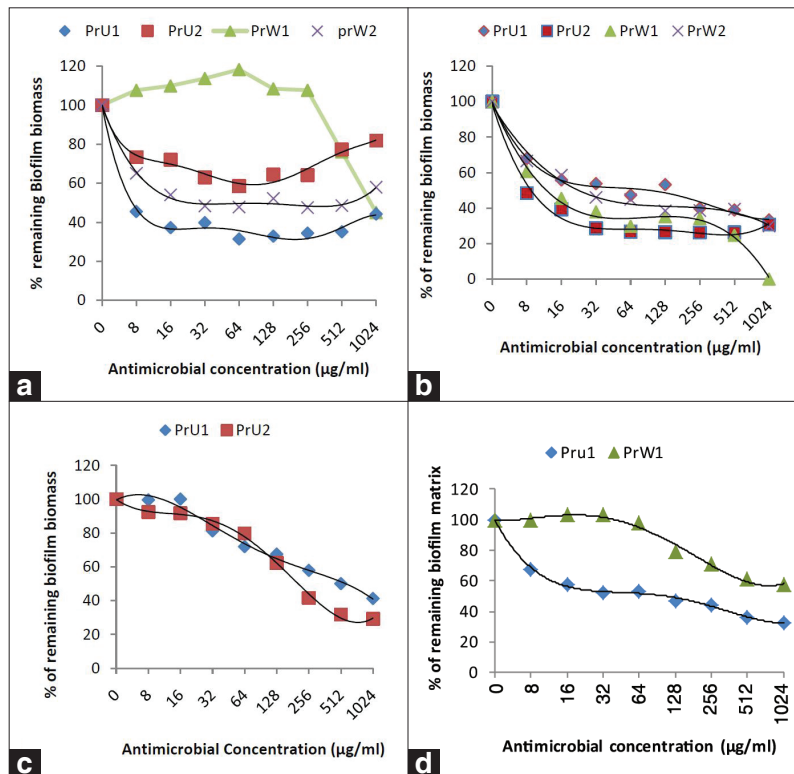 PrU1 PrU2 PrW1 prW2
120
100
80
60
40
20
0
% remaining Biofilm biomass
0 8 16 32 64 128 256 512 1024
Antimicrobial concentration (µg/ml)
a
PrU1 PrU2 PrW1 PrW2
120
100
80
60
40
20
0
% of remaining Biofilm biomass
0 8 16 32 64 128 256 512 1024
Antimicrobial concentration (µg/ml)
b
PrU1 PrU2
120
100
80
60
40
20
0
% of remaining biofilm biomass
0 8 16 32 64 128 256 512 1024
Antimicrobial Concentration (µg/ml)
c
Pru1 PrW1
120
100
80
60
40
20
0
% of remaining biofilm matrix
0 8 16 32 64 128 256 512 1024
Antimicrobial concentration (µg/ml)
d